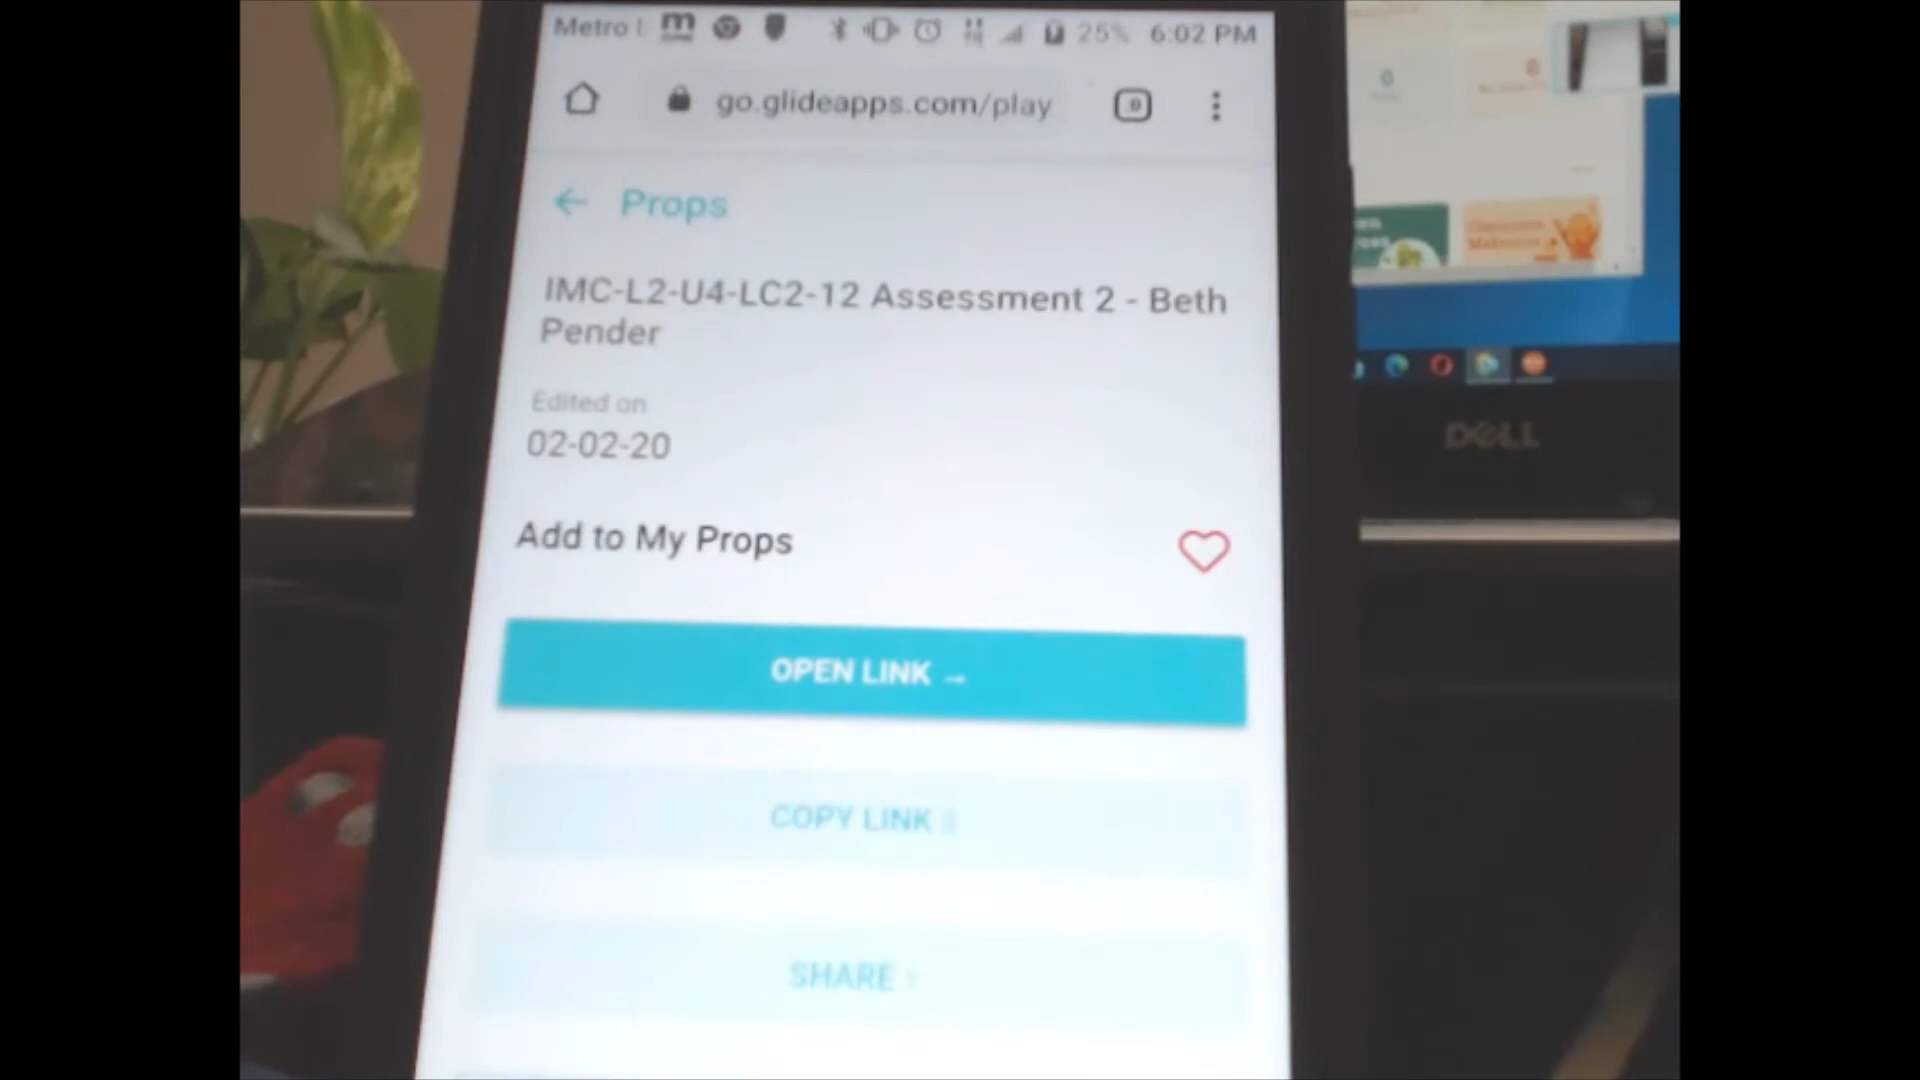 Metro
25% 6:02 PM
go.glideapps.com/play
← Props
IMC-L2-U4-LC2-12 Assessment 2 - Beth
Pender
Edited on
02-02-20
Add to My Props
OPEN LINK →
COPY LINK
SHARE
0
DELL